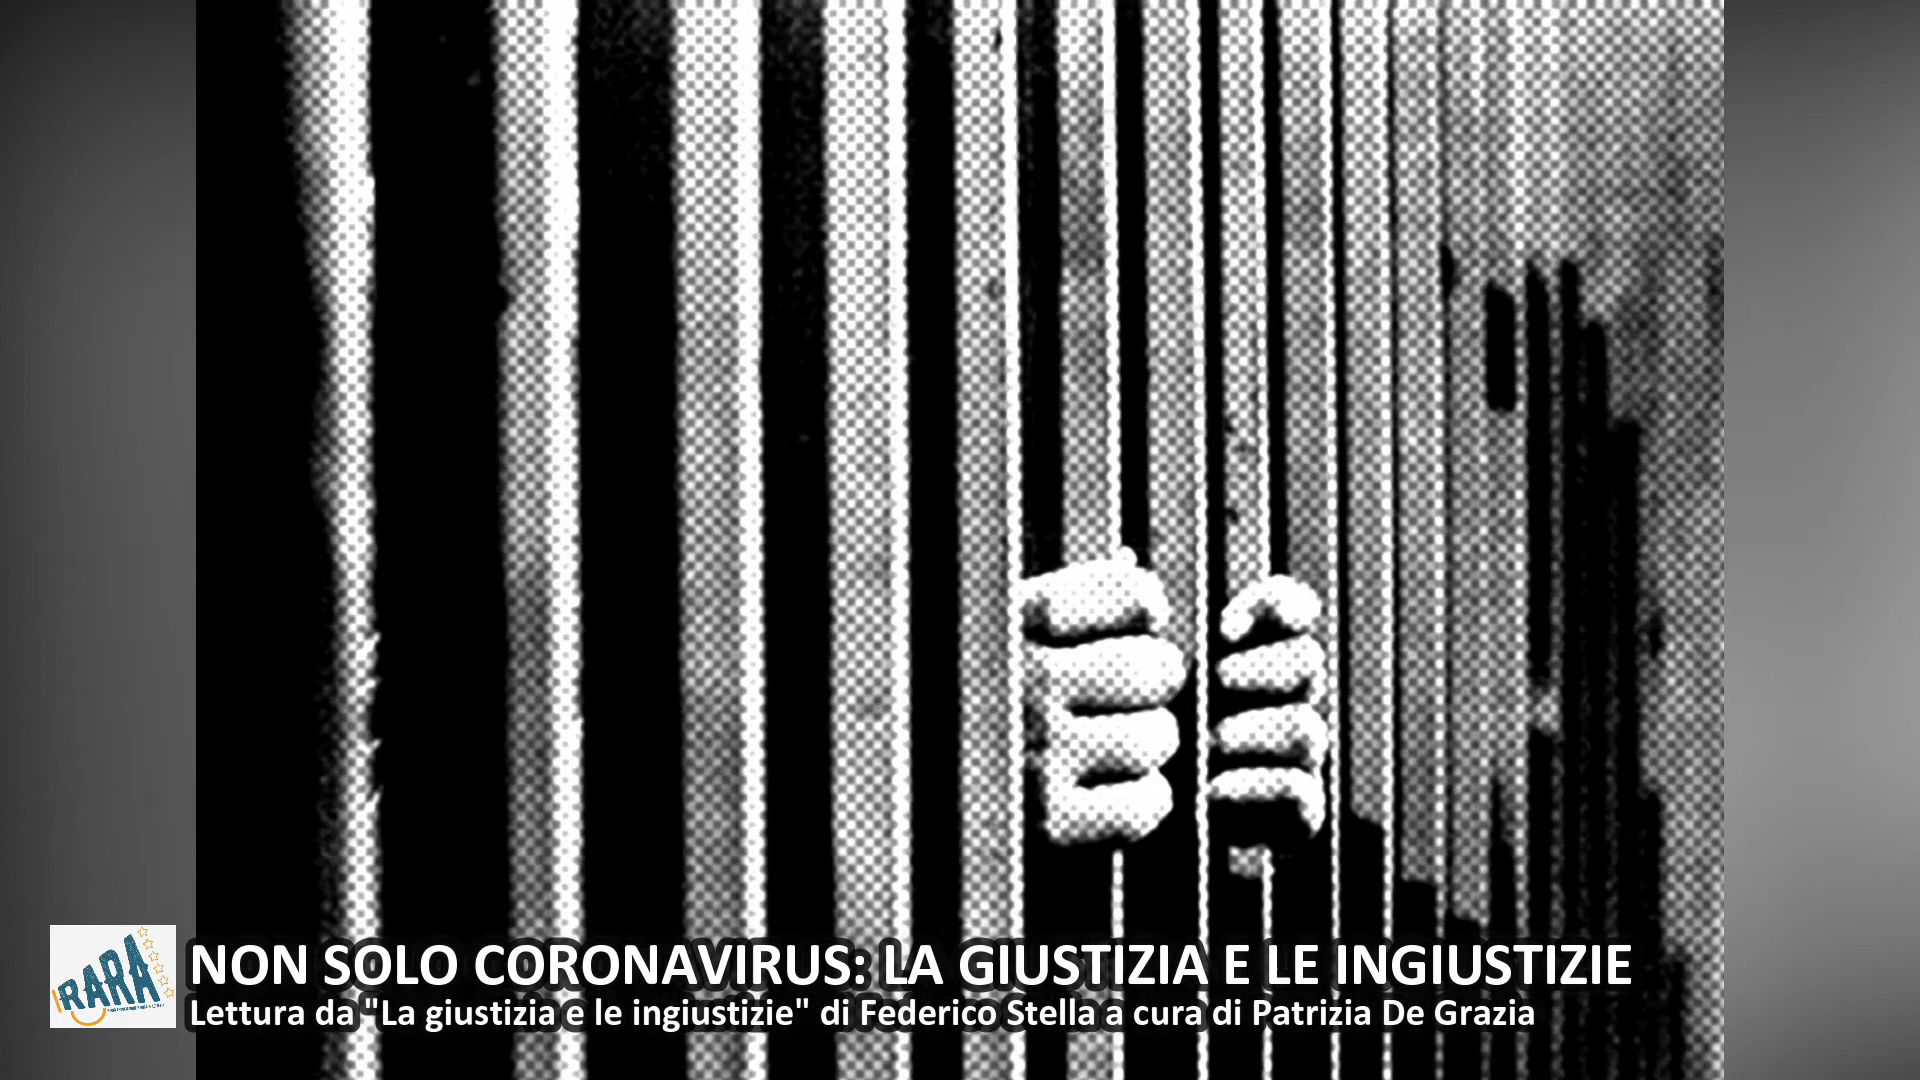 RARA
NON SOLO CORONAVIRUS: LA GIUSTIZIA E LE INGIUSTIZIE
Lettura da "La giustizia e le ingiustizie" di Federico Stella a cura di Patrizia De Grazia